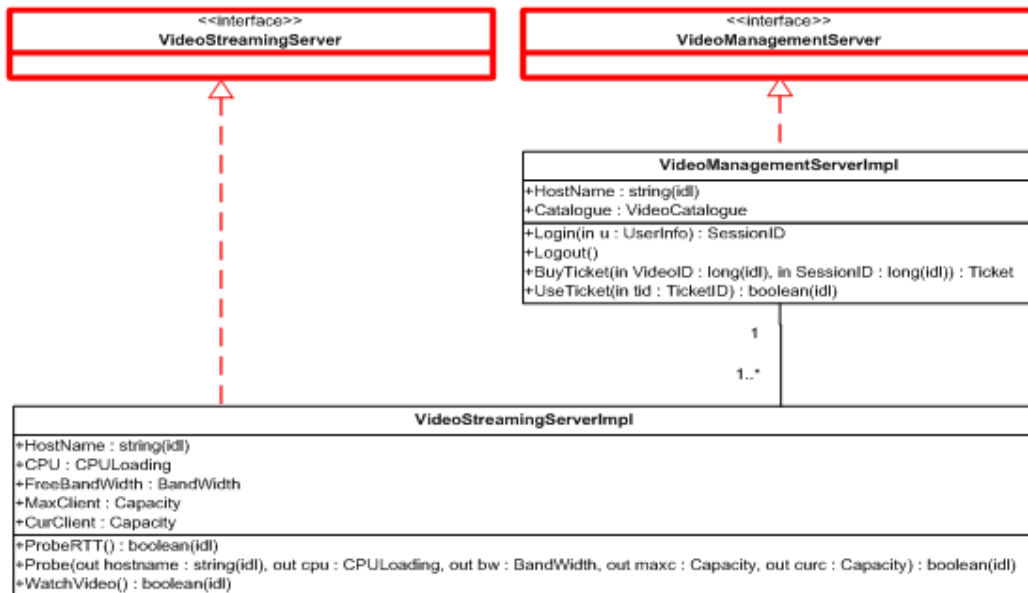 <<interface>>
VideoStreamingServer
<<interface>>
VideoManagementServer
VideoManagementServerImpl
+HostName : string(idl)
+Catalogue : VideoCatalogue
+Login(in u : UserInfo) : SessionID
+Logout()
+BuyTicket(in VideoID : long(idl), in SessionID : long(idl)) : Ticket
+UseTicket(in tid : TicketID) : boolean(idl)
1
1..*
VideoStreamingServerImpl
+HostName : string(idl)
+CPU : CPULoading
+FreeBandWidth : BandWidth
+MaxClient : Capacity
+CurClient : Capacity
+ProbeRTT() : boolean(idl)
+Probe(out hostname : string(idl), out cpu : CPULoading, out bw : BandWidth, out maxc : Capacity, out curc : Capacity) : boolean(idl)
+WatchVideo() : boolean(idl)